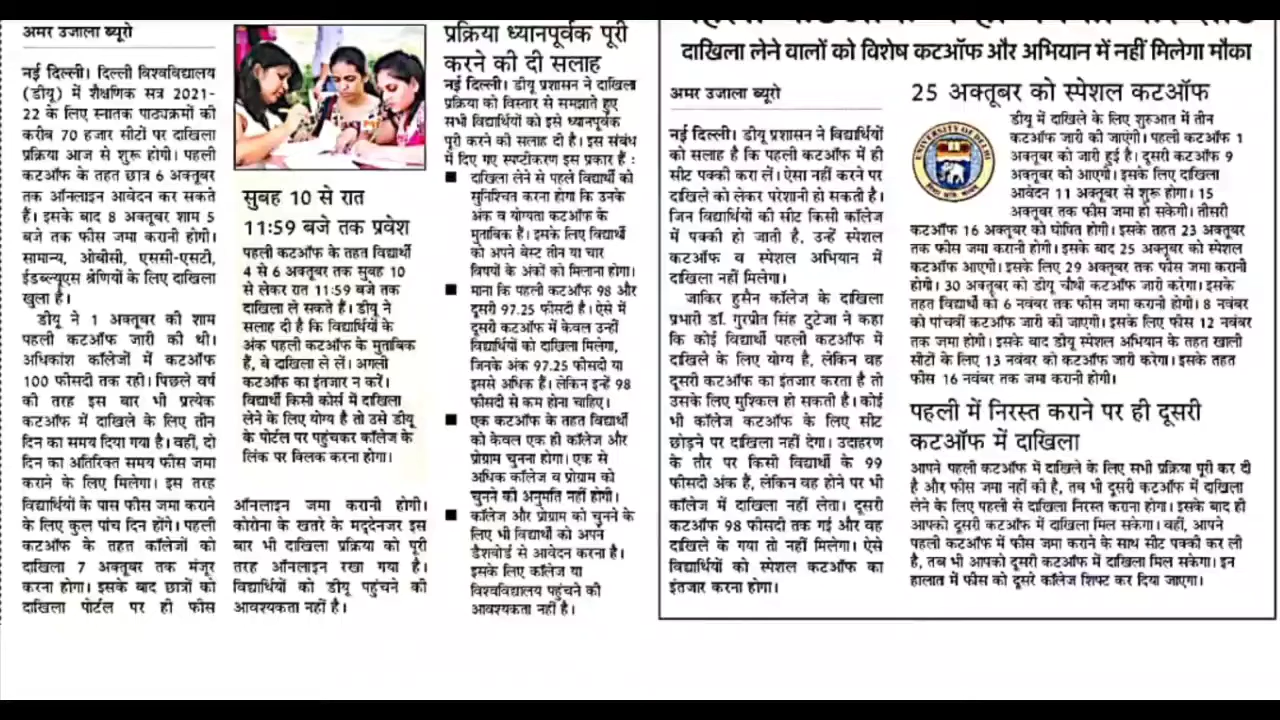 अमर उजाला ब्यूरो
नई दिल्ली। दिल्ली विश्वविद्यालय
(डीयू) में शैक्षणिक सत्र 2021-
22 के लिए स्नातक पाठ्यक्रमों की
करीब 70 हजार सीटों पर दाखिला
प्रक्रिया आज से शुरू होगी। पहली
कटऑफ के तहत छात्र 6 अक्तूबर
तक ऑनलाइन आवेदन कर सकते
हैं। इसके बाद 8 अक्तूबर शाम 5
बजे तक फीस जमा करानी होगी।
सामान्य, ओबीसी, एससी-एसटी,
ईडब्ल्यूएस श्रेणियों के लिए दाखिला
खुला है।
डीयू ने 1 अक्तूबर की शाम
पहली कटऑफ जारी की थी।
अधिकांश कॉलेजों में कटऑफ
100 फीसदी तक रही। पिछले वर्ष
की तरह इस बार भी प्रत्येक
कटऑफ में दाखिले के लिए तीन
दिन का समय दिया गया है। वहीं, दो
दिन का अतिरिक्त समय फीस जमा
कराने के लिए मिलेगा। इस तरह
विद्यार्थियों के पास फीस जमा कराने
के लिए कुल पांच दिन होंगे। पहली
कटऑफ के तहत कॉलेजों को
दाखिला 7 अक्तूबर तक मंजूर
करना होगा। इसके बाद छात्रों को
दाखिला पोर्टल पर ही फीस
सुबह 10 से रात
11:59 बजे तक प्रवेश
पहली कटऑफ के तहत विद्यार्थी
4 से 6 अक्तूबर तक सुबह 10
से लेकर रात 11:59 बजे तक
दाखिला ले सकते हैं। डीयू ने
सलाह दी है कि विद्यार्थियों के
अंक पहली कटऑफ के मुताबिक
हैं, वे दाखिला ले लें। अगली
कटऑफ का इंतजार न करें।
विद्यार्थी किसी कोर्स में दाखिला
लेने के लिए योग्य है तो उसे डीयू
के पोर्टल पर पहुंचकर कॉलेज के
लिंक पर क्लिक करना होगा।
ऑनलाइन जमा करानी होगी।
कोरोना के खतरे के मद्देनजर इस
बार भी दाखिला प्रक्रिया को पूरी
तरह ऑनलाइन रखा गया है।
विद्यार्थियों को डीयू पहुंचने की
आवश्यकता नहीं है।
प्रक्रिया ध्यानपूर्वक पूरी
करने की दी सलाह
नई दिल्ली। डीयू प्रशासन ने दाखिला
प्रक्रिया को विस्तार से समझाते हुए
सभी विद्यार्थियों को इसे ध्यानपूर्वक
पूरी करने की सलाह दी है। इस संबंध
में दिए गए स्पष्टीकरण इस प्रकार हैं :
■ दाखिला लेने से पहले विद्यार्थी को
सुनिश्चित करना होगा कि उनके
अंक व योग्यता कटऑफ के
मुताबिक हैं। इमके लिए विद्यार्थी
को अपने बेस्ट तीन या चार
विषयों के अंकों को मिलाना होगा।
■ माना कि पहली कटऑफ 98 और
दूसरी 97.25 फीसदी है। ऐसे में
दूसरी कटऑफ में केवल उन्हीं
विद्यार्थियों को दाखिला मिलेगा,
जिनके अंक 97.25 फीसदी या
इससे अधिक हैं। लेकिन इन्हें 98
फीसदी से कम होना चाहिए।
■ एक कटऑफ के तहत विद्यार्थी
को केवल एक ही कॉलेज और
प्रोग्राम चुनना होगा। एक से
अधिक कॉलेज व प्रोग्राम को
चुनने की अनुमति नहीं होगी।
■ कॉलेज और प्रोग्राम को चुनने के
लिए भी विद्यार्थी को अपने
डैशबोर्ड से आवेदन करना है।
इसके लिए कॉलेज या
विश्वविद्यालय पहुंचने की
आवश्यकता नहीं है।
दाखिला लेने वालों को विशेष कटऑफ और अभियान में नहीं मिलेगा मौका
अमर उजाला ब्यूरो
नई दिल्ली। डीयू प्रशासन ने विद्यार्थियों
को सलाह है कि पहली कटऑफ में ही
सीट पक्की करा लें। ऐसा नहीं करने पर
दाखिला को लेकर परेशानी हो सकती है।
जिन विद्यार्थियों की सीट किसी कॉलेज
में पक्की हो जाती है, उन्हें स्पेशल
कटऑफ व स्पेशल अभियान में
दाखिला नहीं मिलेगा।
जाकिर हुसैन कॉलेज के दाखिला
प्रभारी डॉ. गुरप्रीत सिंह टुटेजा ने कहा
कि कोई विद्यार्थी पहली कटऑफ में
दाखिले के लिए योग्य है, लेकिन वह
दूसरी कटऑफ का इंतजार करता है तो
उसके लिए मुश्किल हो सकती है। कोई
भी कॉलेज कटऑफ के लिए सीट
छोड़ने पर दाखिला नहीं देगा। उदाहरण
के तौर पर किसी विद्यार्थी के 99
फीसदी अंक हैं, लेकिन वह होने पर भी
कॉलेज में दाखिला नहीं लेता। दूसरी
कटऑफ 98 फीसदी तक गई और वह
दाखिले के गया तो नहीं मिलेगा। ऐसे
विद्यार्थियों को स्पेशल कटऑफ का
इंतजार करना होगा।
25 अक्तूबर को स्पेशल कटऑफ
UNIVERSITY OF DELHI
डीयू में दाखिले के लिए शुरुआत में तीन
कटऑफ जारी की जाएंगी। पहली कटऑफ 1
अक्तूबर को जारी हुई है। दूसरी कटऑफ 9
अक्तूबर को आएगी। इसके लिए दाखिला
आवेदन 11 अक्तूबर से शुरू होगा। 15
अक्तूबर तक फीस जमा हो सकेगी। तीसरी
कटऑफ 16 अक्तूबर को घोषित होगी। इसके तहत 23 अक्तूबर
तक फीस जमा करानी होगी। इसके बाद 25 अक्तूबर को स्पेशल
कटऑफ आएगी। इसके लिए 29 अक्तूबर तक फीस जमा करानी
होगी। 30 अक्तूबर को डीयू चौथी कटऑफ जारी करेगा। इसके
तहत विद्यार्थी को 6 नवंबर तक फीस जमा करानी होगी। 8 नवंबर
को पांचवीं कटऑफ जारी की जाएगी। इसके लिए फीस 12 नवंबर
तक जमा होगी। इसके बाद डीयू स्पेशल अभियान के तहत खाली
सीटों के लिए 13 नवंबर को कटऑफ जारी करेगा। इसके तहत
फीस 16 नवंबर तक जमा करानी होगी।
पहली में निरस्त कराने पर ही दूसरी
कटऑफ में दाखिला
आपने पहली कटऑफ में दाखिले के लिए सभी प्रक्रिया पूरी कर दी
है और फीस जमा नहीं की है, तब भी दूसरी कटऑफ में दाखिला
लेने के लिए पहली से दाखिला निरस्त कराना होगा। इसके बाद ही
आपको दूसरी कटऑफ में दाखिला मिल सकेगा। वहीं, आपने
पहली कटऑफ में फीस जमा कराने के साथ सीट पक्की कर ली
है, तब भी आपको दूसरी कटऑफ में दाखिला मिल सकेगा। इन
हालात में फीस को दूसरे कॉलेज शिफ्ट कर दिया जाएगा।